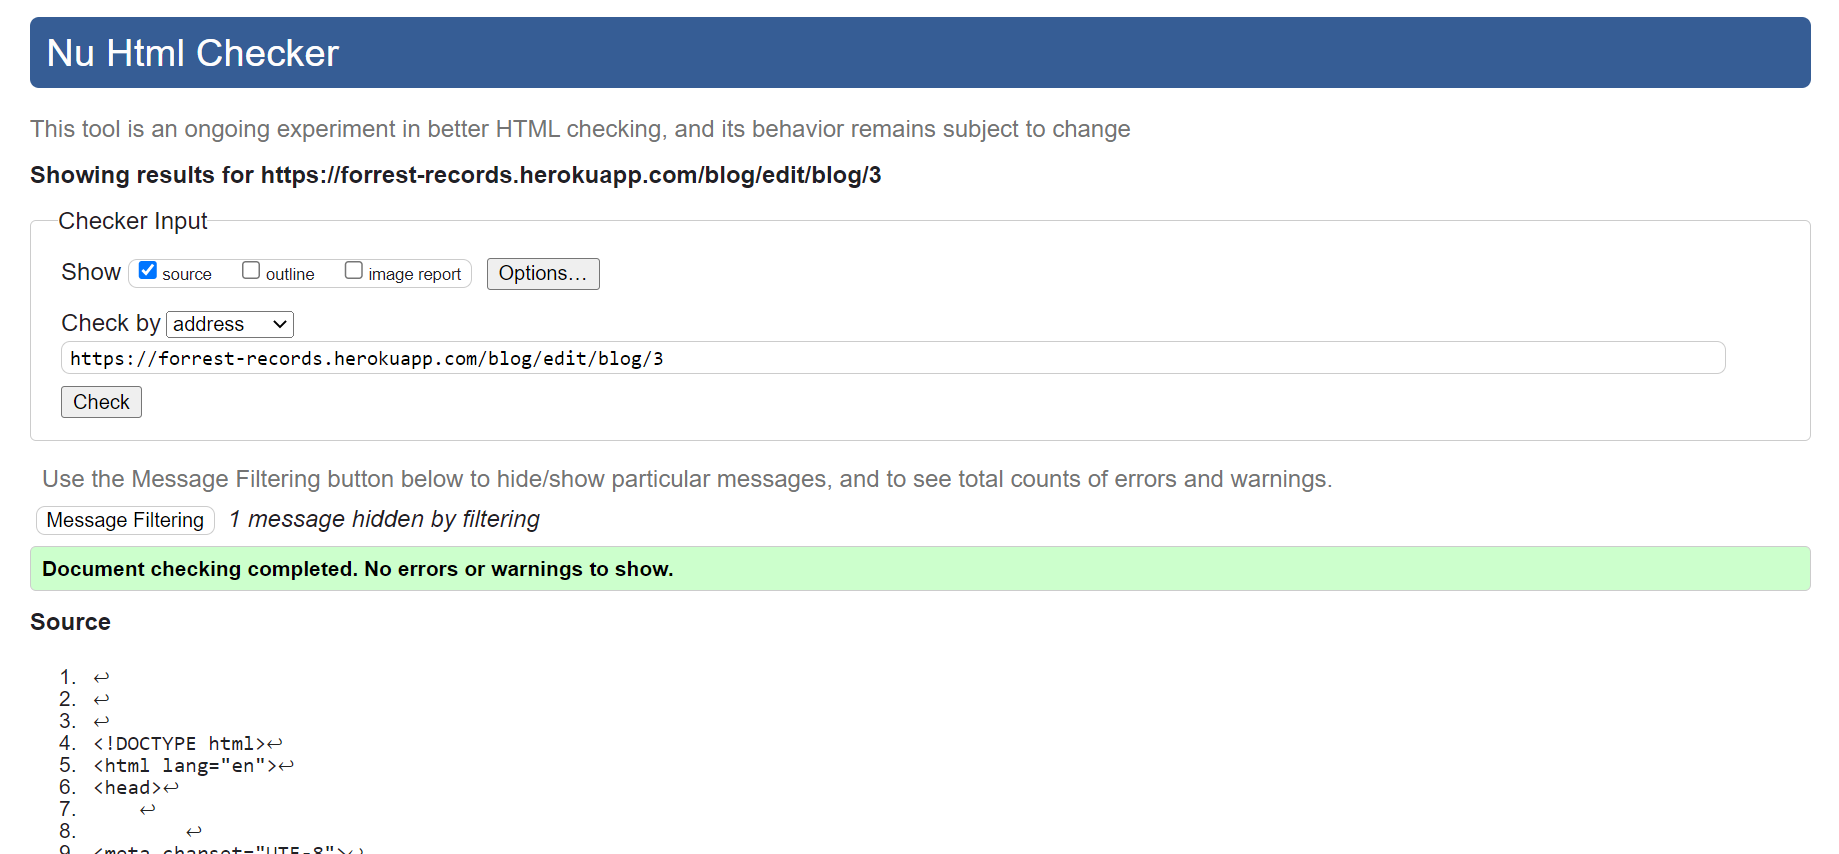 Nu Html Checker
This tool is an ongoing experiment in better HTML checking, and its behavior remains subject to change
Showing results for https://forrest-records.herokuapp.com/blog/edit/blog/3
Checker Input
Show source outline image report Options...
Check by address
https://forrest-records.herokuapp.com/blog/edit/blog/3
Check
Use the Message Filtering button below to hide/show particular messages, and to see total counts of errors and warnings.
Message Filtering 1 message hidden by filtering
Document checking completed. No errors or warnings to show.
Source
1. ↩
2. ↩
3. ↩
4. <!DOCTYPE html>↩
5. <html lang="en">↩
6. <head>↩
7. ↩
8. ↩
9. <meta charset="UTF-8">↩